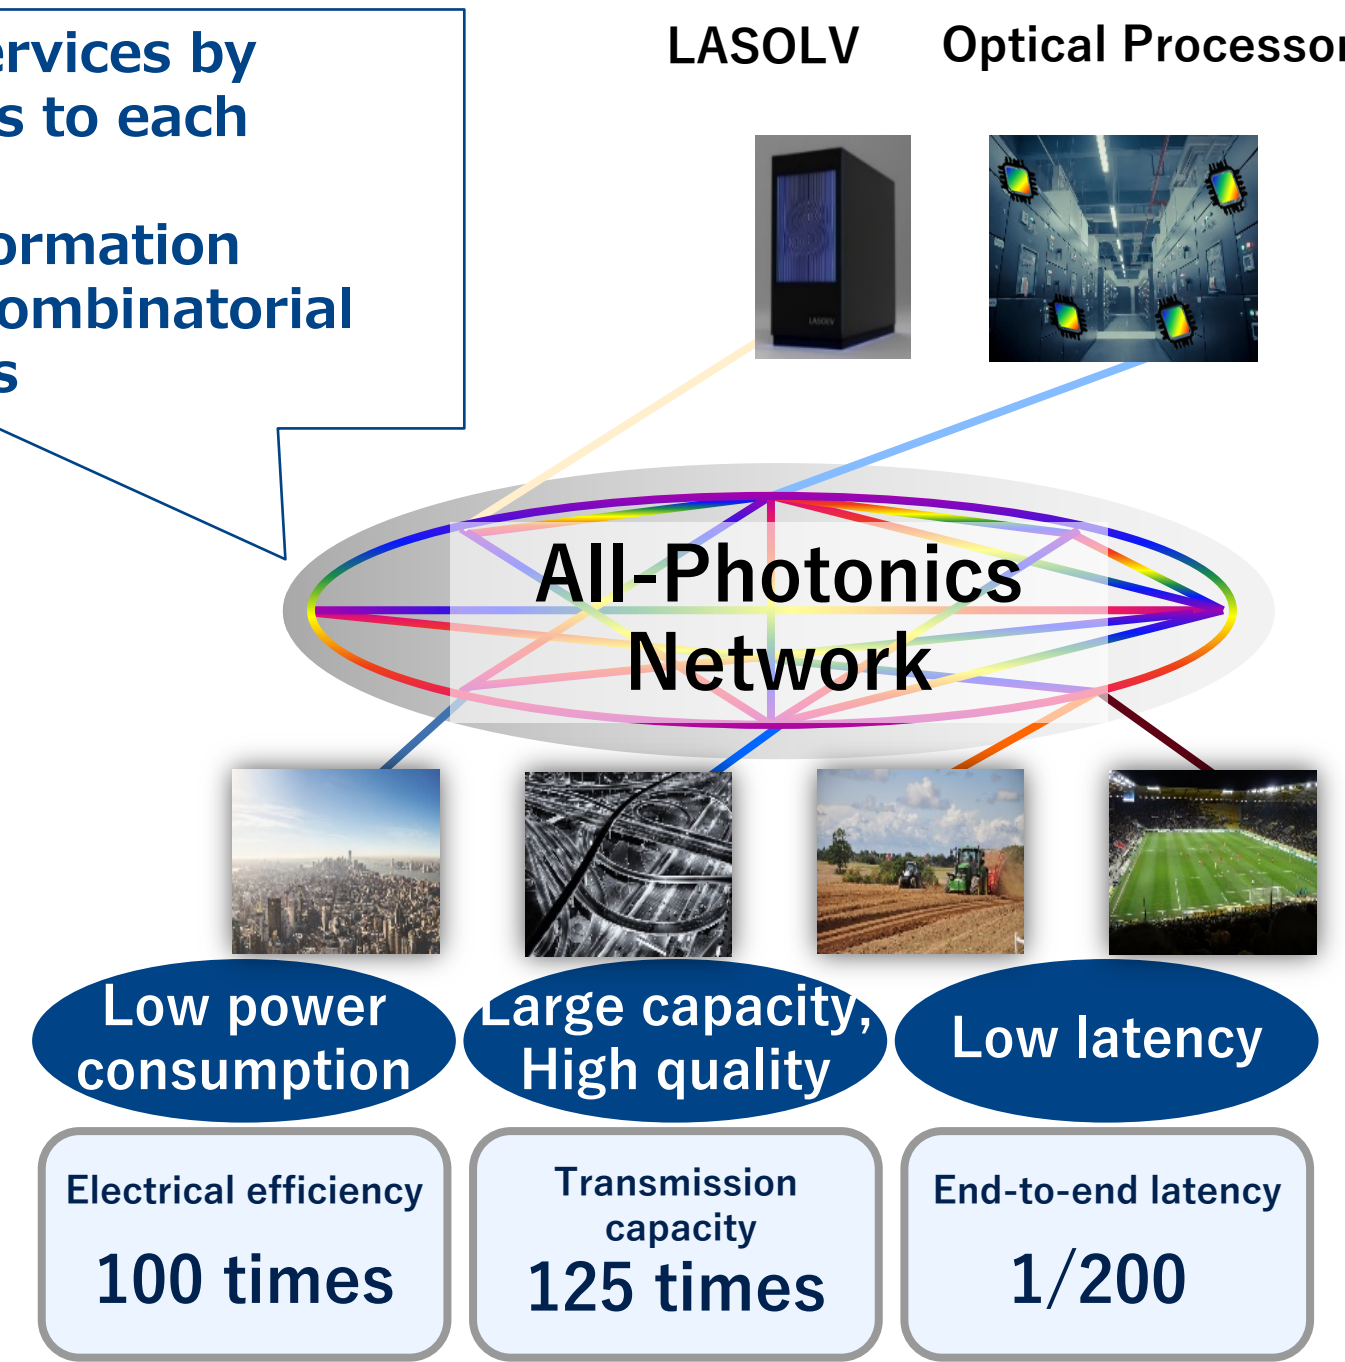 ervices by
s to each
ormation
ombinatorial
s
LASOLV
Optical Processor
LASOLV
All-Photonics
Network
Low power
consumption
Large capacity,
High quality
Low latency
Electrical efficiency
100 times
Transmission
capacity
125 times
End-to-end latency
1/200